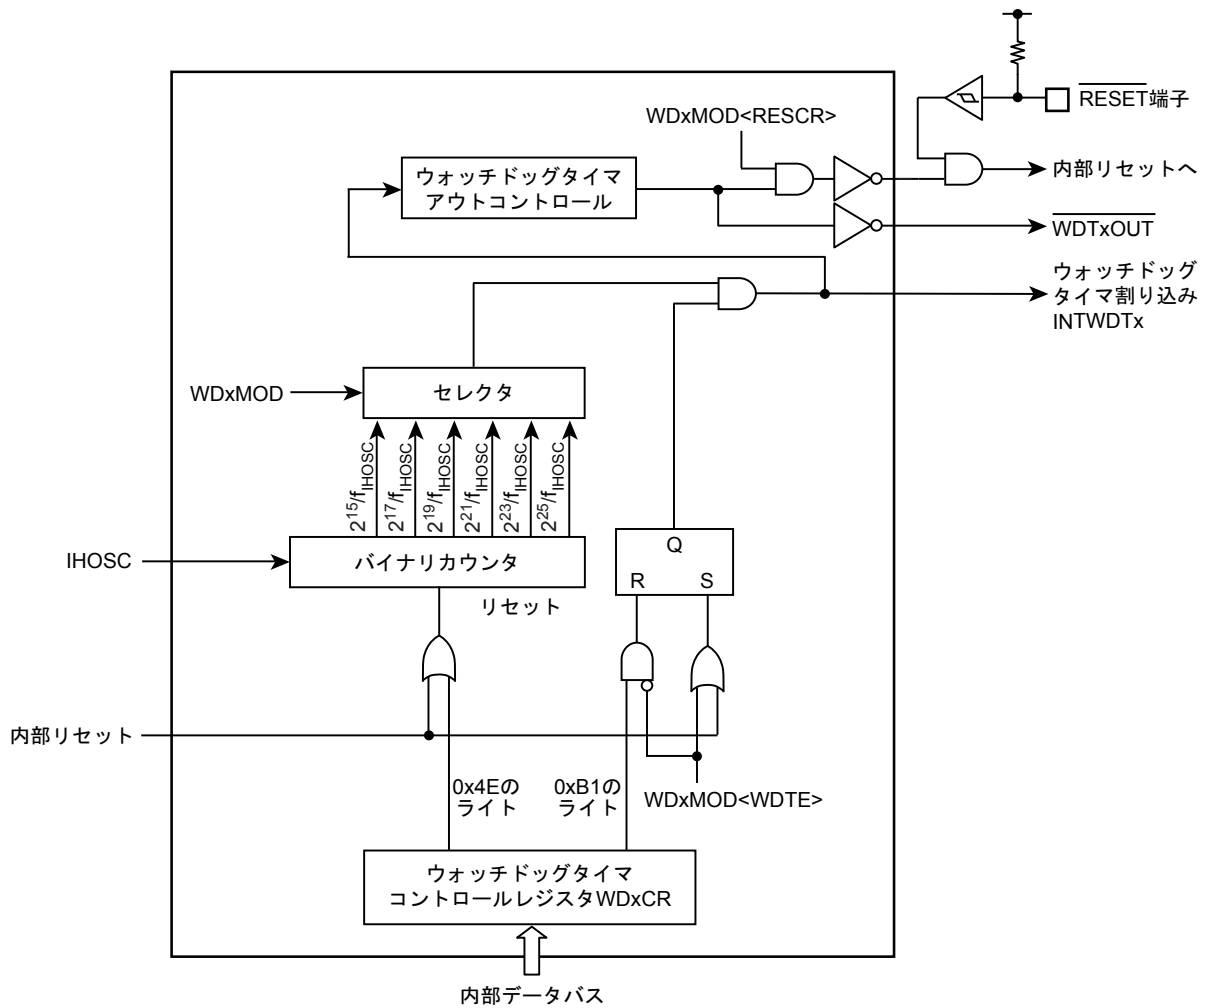 RESET端子
WDxMOD<RESCR>
ウォッチドッグタイマ
アウトコントロール
内部リセットへ
WDTxOUT
ウォッチドッグ
タイマ割り込み
INTWDTx
WDxMOD
セレクタ
2^15/fIHOSC
2^17/fIHOSC
2^19/fIHOSC
2^21/fIHOSC
2^23/fIHOSC
2^25/fIHOSC
IHOSC
バイナリカウンタ
リセット
Q
R S
内部リセット
0x4Eの
ライト
0xB1の
ライト
WDxMOD<WDTE>
ウォッチドッグタイマ
コントロールレジスタWDxCR
内部データバス